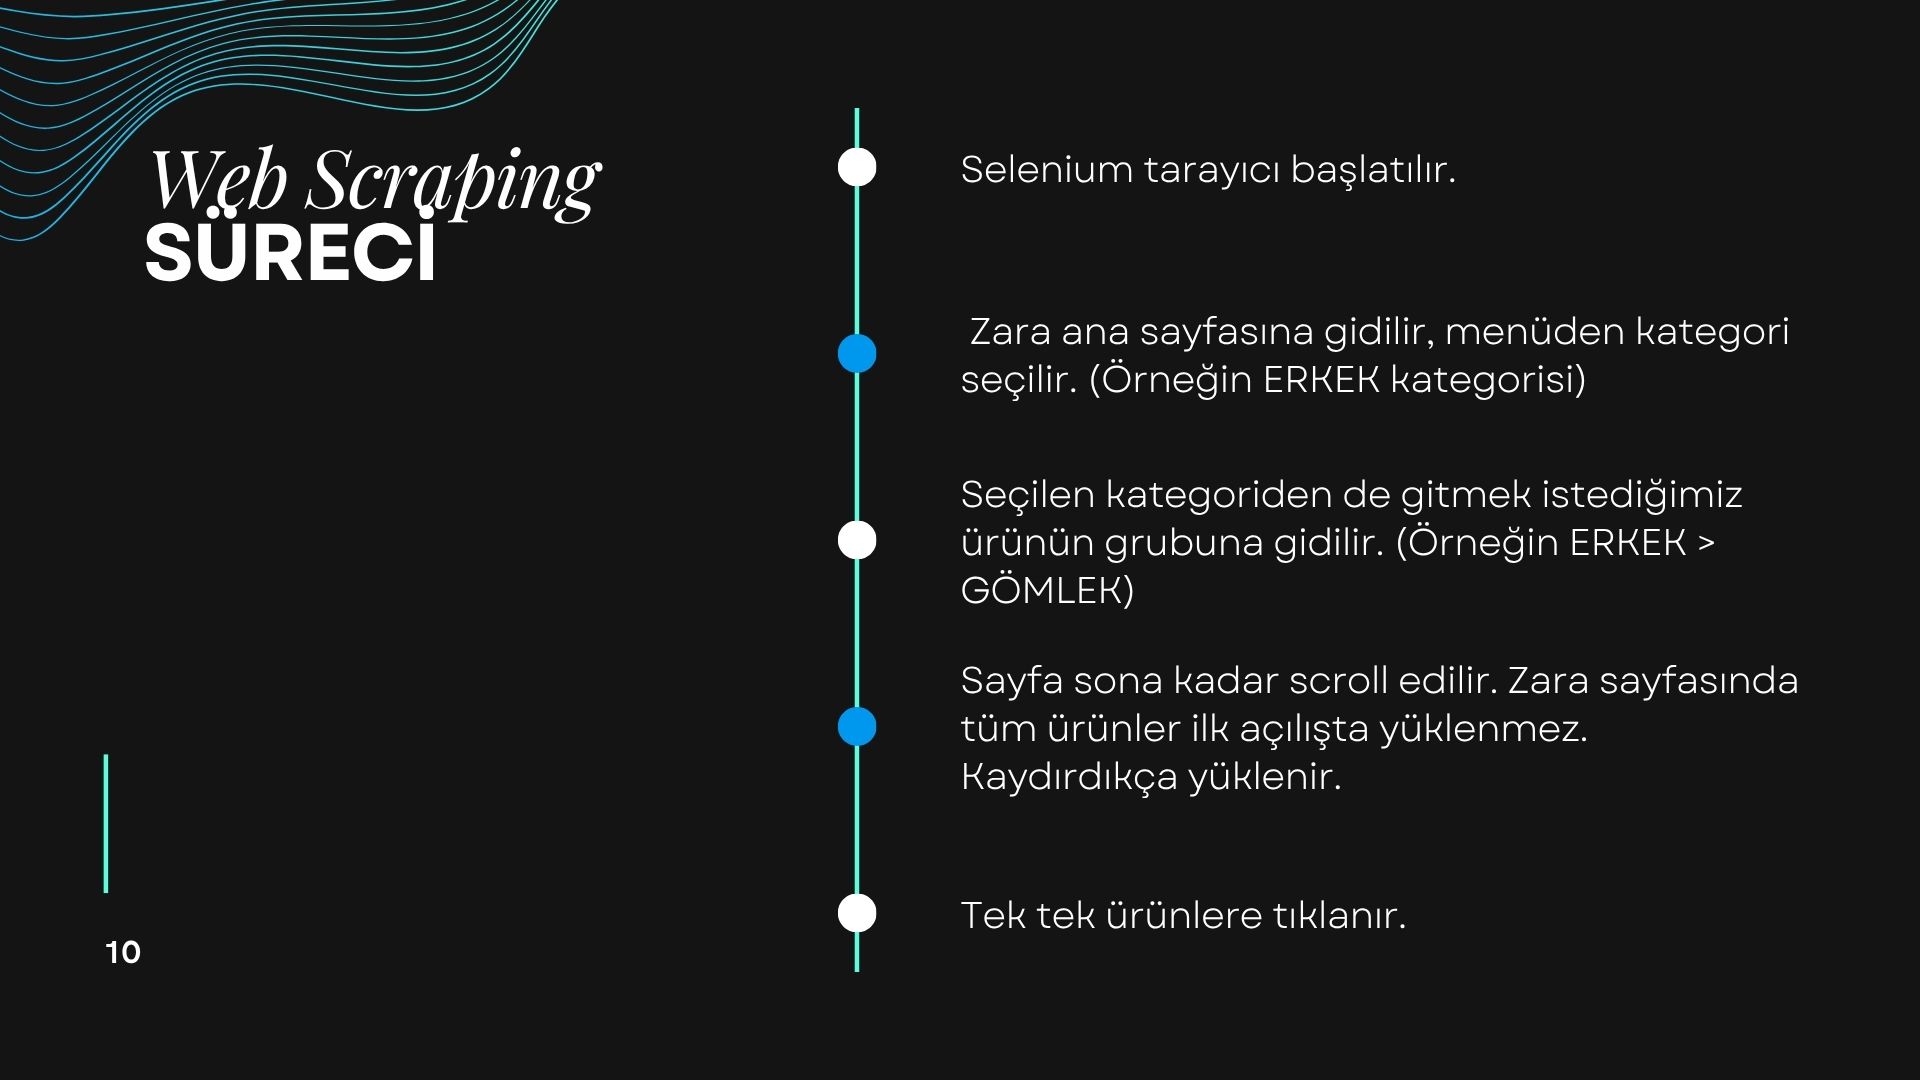 Web Scraping
SÜRECİ
Selenium tarayıcı başlatılır.
Zara ana sayfasına gidilir, menüden kategori
seçilir. (Örneğin ERKEK kategorisi)
Seçilen kategoriden de gitmek istediğimiz
ürünün grubuna gidilir. (Örneğin ERKEK >
GÖMLEK)
Sayfa sona kadar scroll edilir. Zara sayfasında
tüm ürünler ilk açılışta yüklenmez.
Kaydırdıkça yüklenir.
Tek tek ürünlere tıklanır.
10